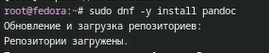 root@fedora:~# sudo dnf -y install pandoc
Обновление и загрузка репозиториев:
Репозитории загружены.